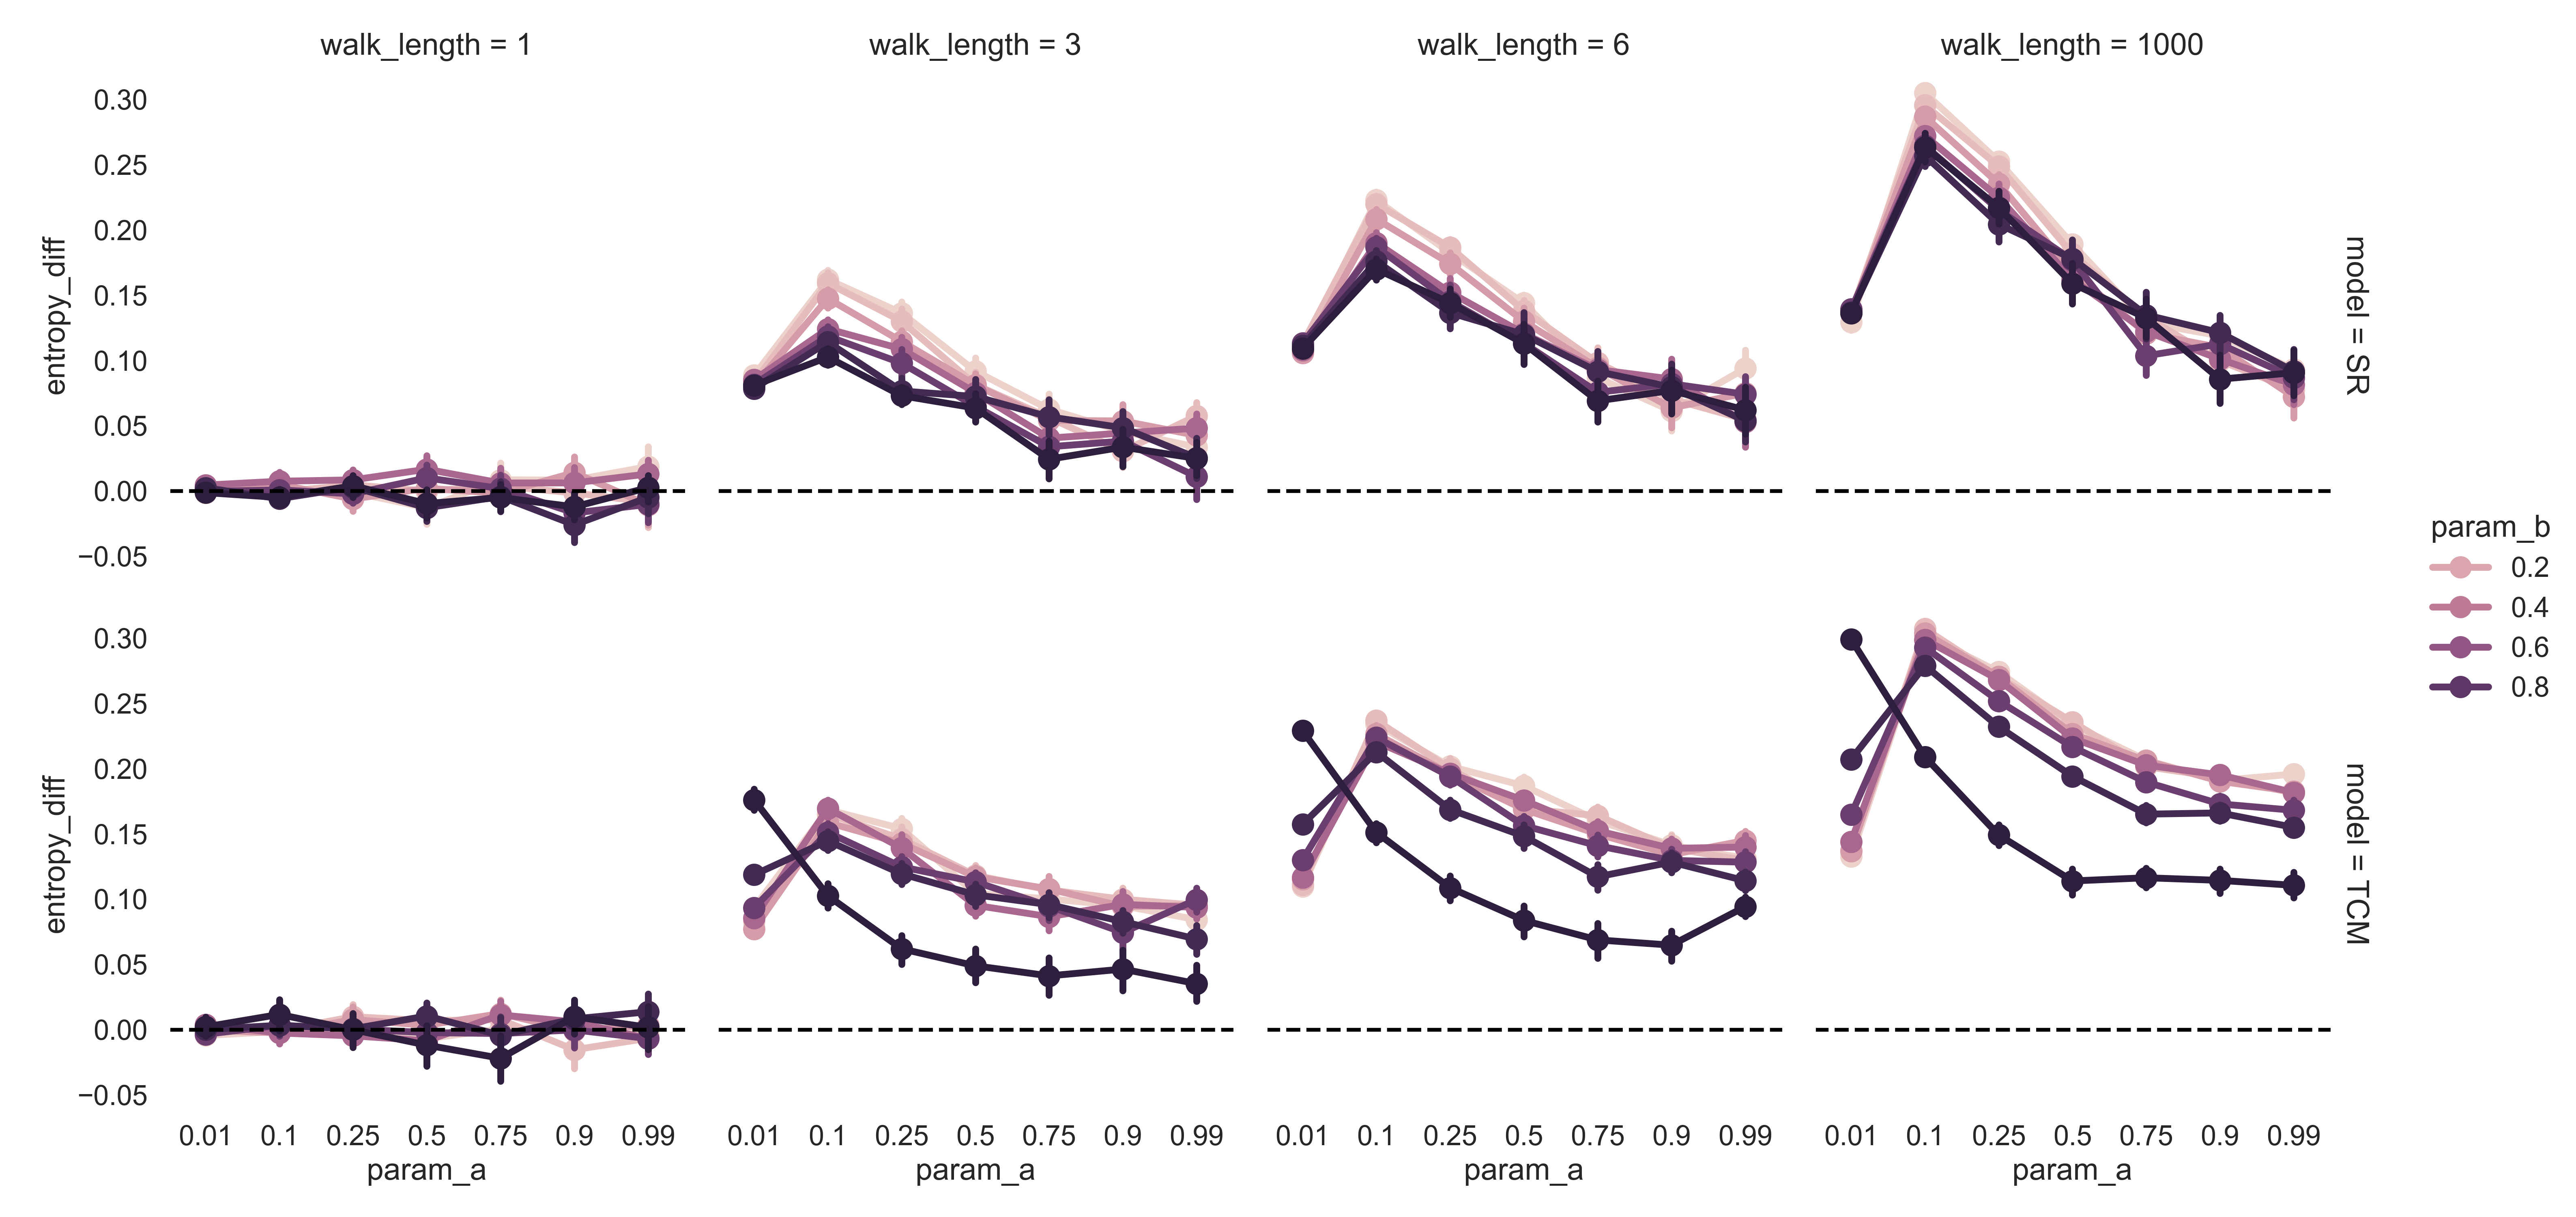 walk_length = 1
walk_length = 3
walk_length = 6
walk_length = 1000
0.30
0.25
0.20
0.15
0.10
0.05
0.00
−0.05
entropy_diff
model = SR
param_b
0.2
0.4
0.6
0.8
0.30
0.25
0.20
0.15
0.10
0.05
0.00
−0.05
entropy_diff
model = TCM
0.01 0.1 0.25 0.5 0.75 0.9 0.99
param_a
0.01 0.1 0.25 0.5 0.75 0.9 0.99
param_a
0.01 0.1 0.25 0.5 0.75 0.9 0.99
param_a
0.01 0.1 0.25 0.5 0.75 0.9 0.99
param_a